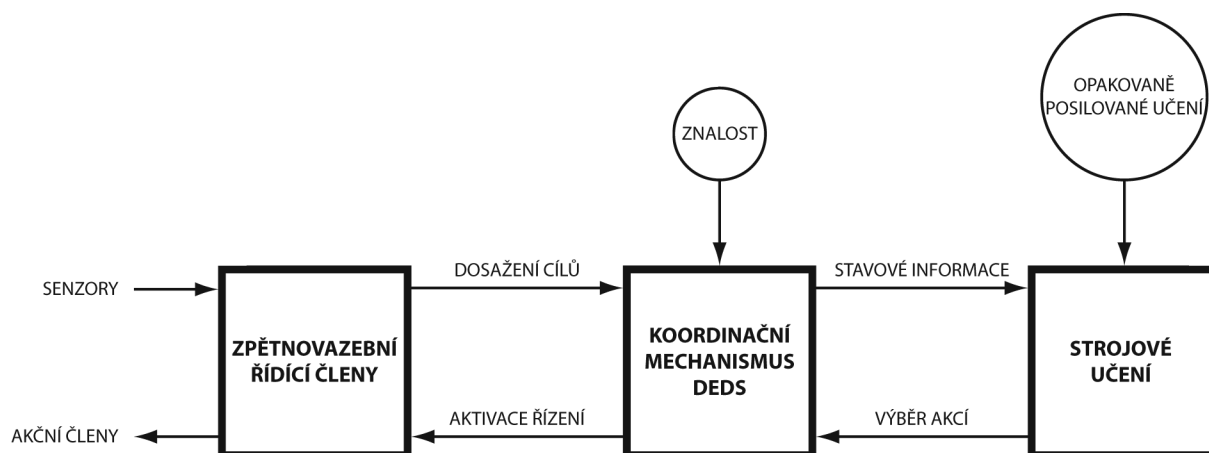 OPAKOVANĚ
POSILOVANÉ UČENÍ
ZNALOST
SENZORY
DOSAŽENÍ CÍLŮ
STAVOVÉ INFORMACE
ZPĚTNOVAZEBNÍ
ŘÍDÍCÍ ČLENY
KOORDINAČNÍ
MECHANISMUS
DEDS
STROJOVÉ
UČENÍ
AKČNÍ ČLENY
AKTIVACE ŘÍZENÍ
VÝBĚR AKCÍ